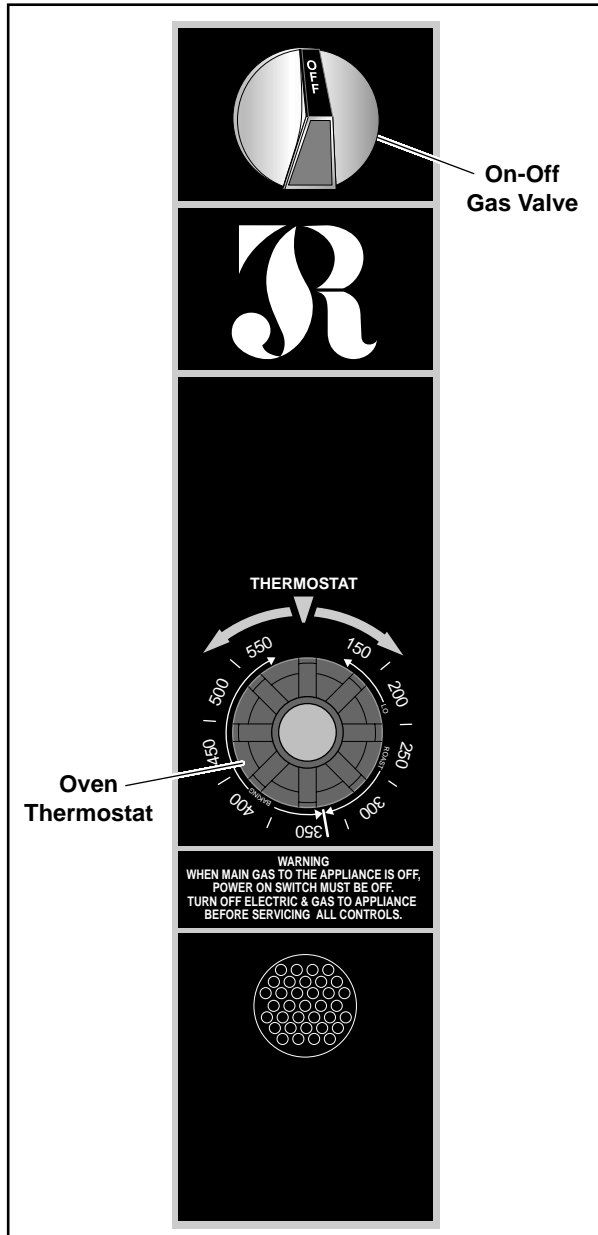 OFF
On-Off
Gas Valve
JR
THERMOSTAT
550
150
500
200
LO
450
250
ROAST
400
BAKING
300
350
Oven
Thermostat
WARNING
WHEN MAIN GAS TO THE APPLIANCE IS OFF,
POWER ON SWITCH MUST BE OFF.
TURN OFF ELECTRIC & GAS TO APPLIANCE
BEFORE SERVICING ALL CONTROLS.